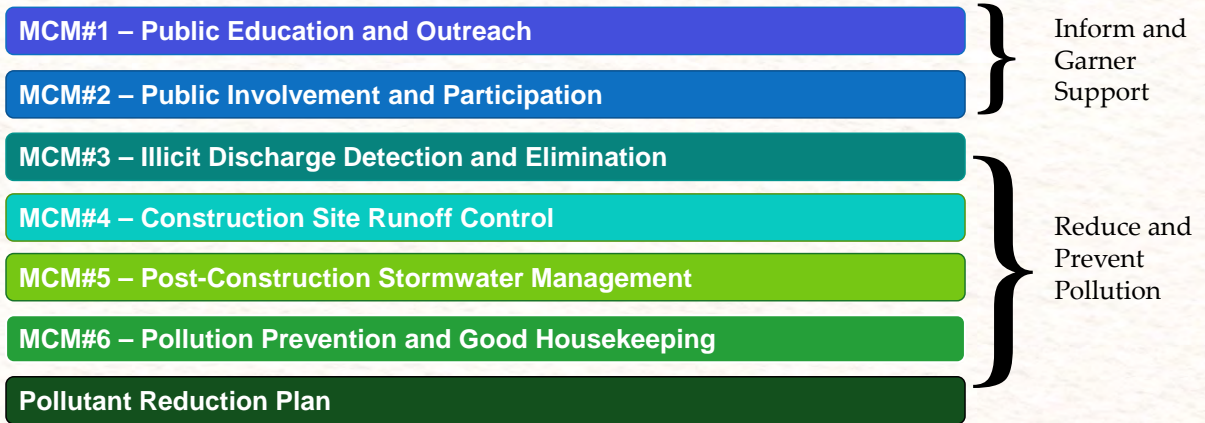 MCM#1 – Public Education and Outreach
MCM#2 – Public Involvement and Participation
Inform and
Garner
Support
MCM#3 – Illicit Discharge Detection and Elimination
MCM#4 – Construction Site Runoff Control
MCM#5 – Post-Construction Stormwater Management
MCM#6 – Pollution Prevention and Good Housekeeping
Pollutant Reduction Plan
Reduce and
Prevent
Pollution